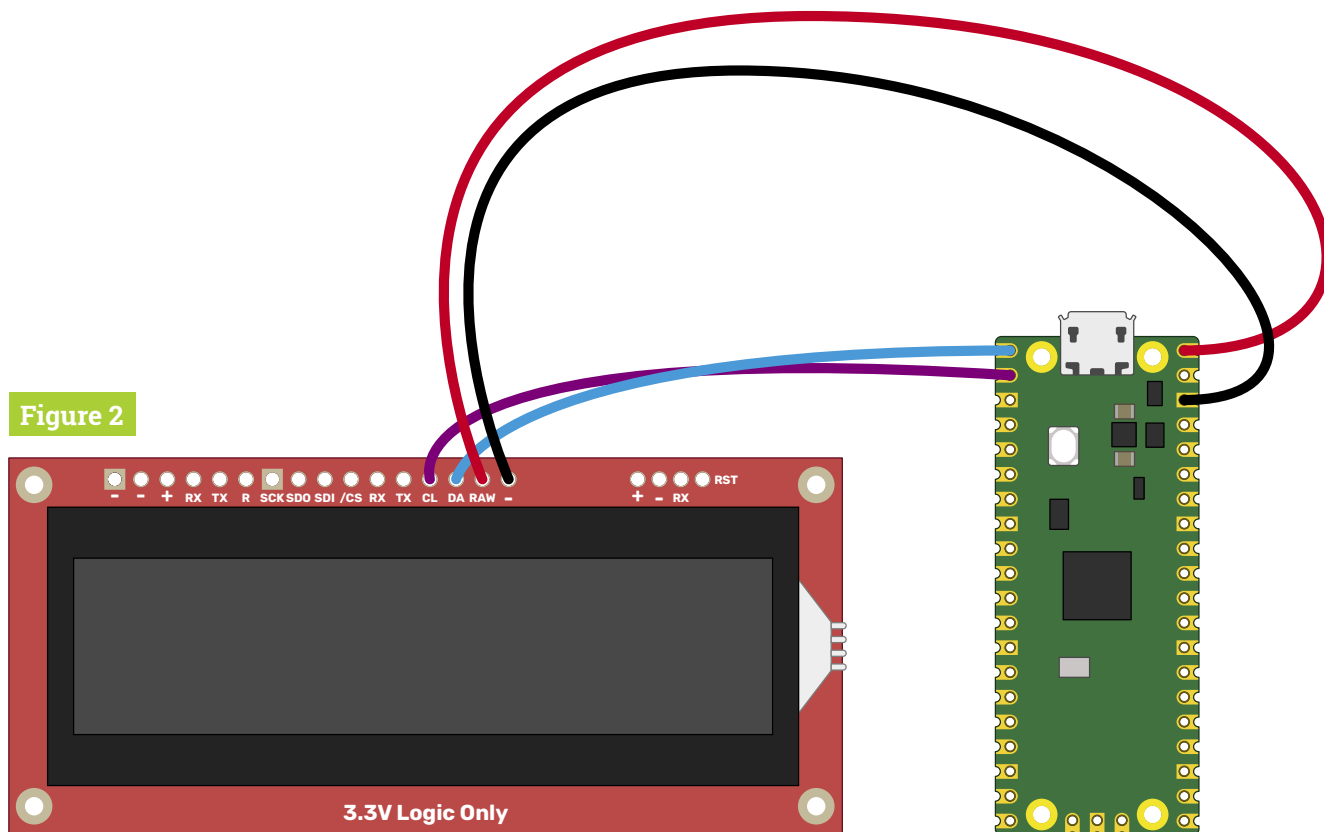 Figure 2
- - + RX TX R SCK SDO SDI /CS RX TX CL DA RAW -
+ - RX RST
3.3V Logic Only